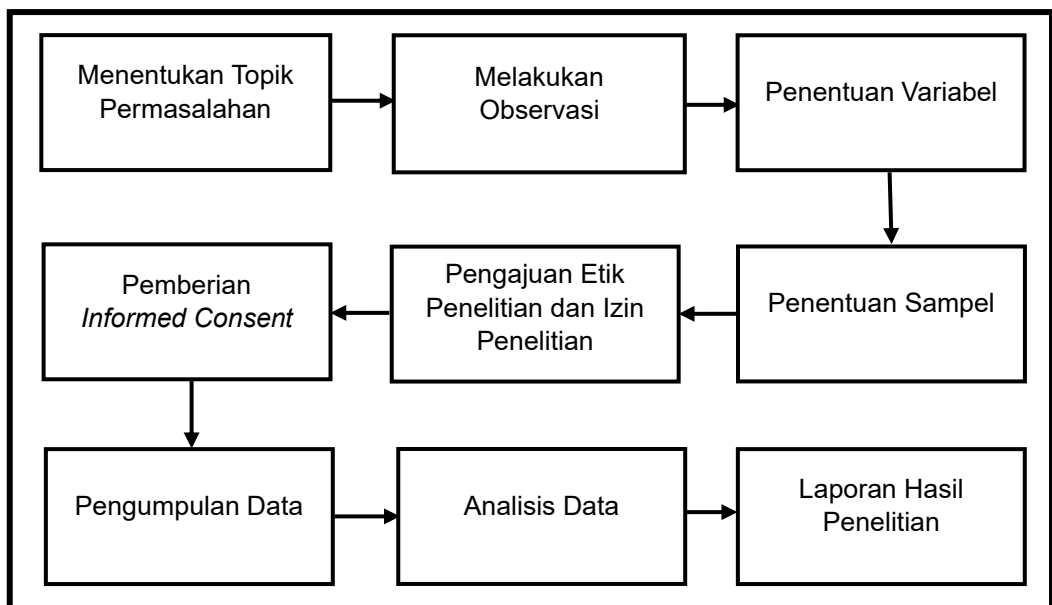 Menentukan Topik
Permasalahan
Melakukan
Observasi
Penentuan Variabel
Penentuan Sampel
Pengajuan Etik
Penelitian dan Izin
Penelitian
Pemberian
Informed Consent
Pengumpulan Data
Analisis Data
Laporan Hasil
Penelitian